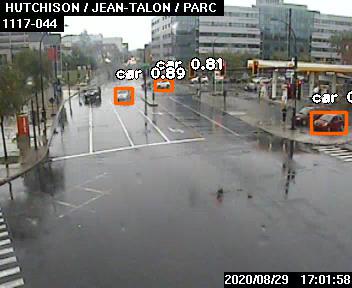 HUTCHISON / JEAN-TALON / PARC
1117-044
car 0.81
car 0.89
car 0
2020/08/29 17:01:58